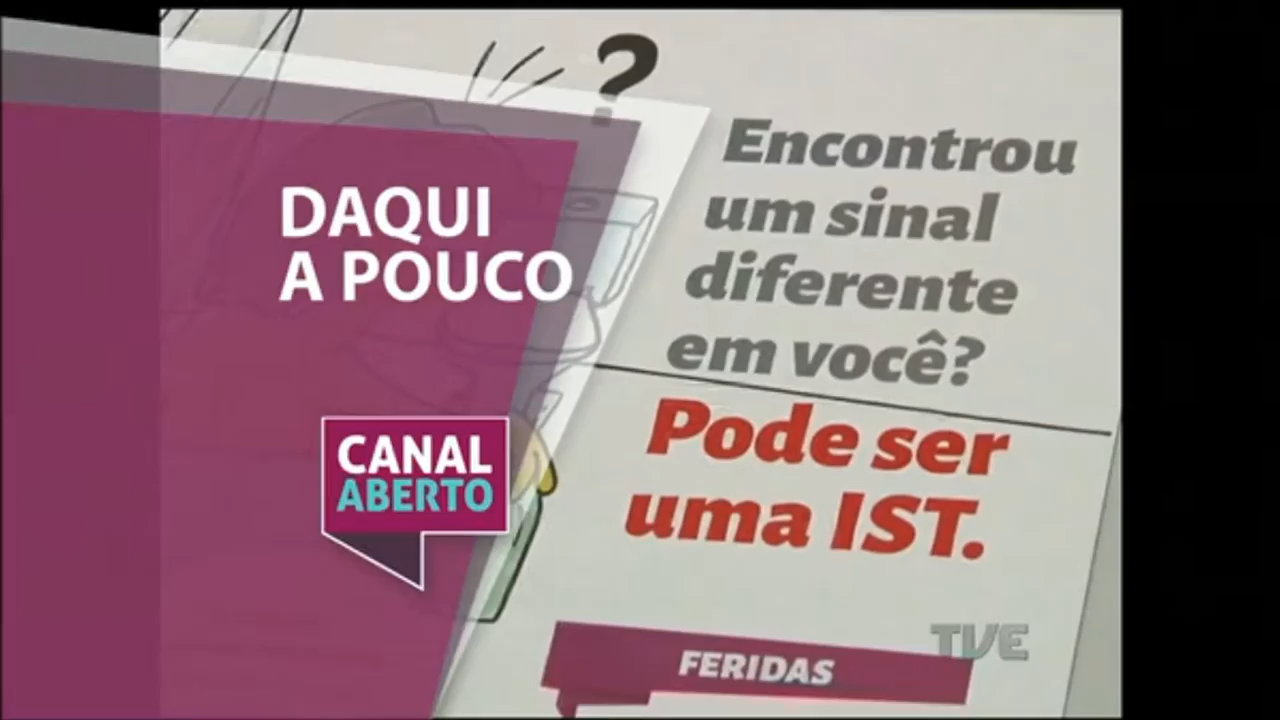 DAQUI
A POUCO
CANAL
ABERTO
?
Encontrou
um sinal
diferente
em você?
Pode ser
uma IST.
FERIDAS
TVE